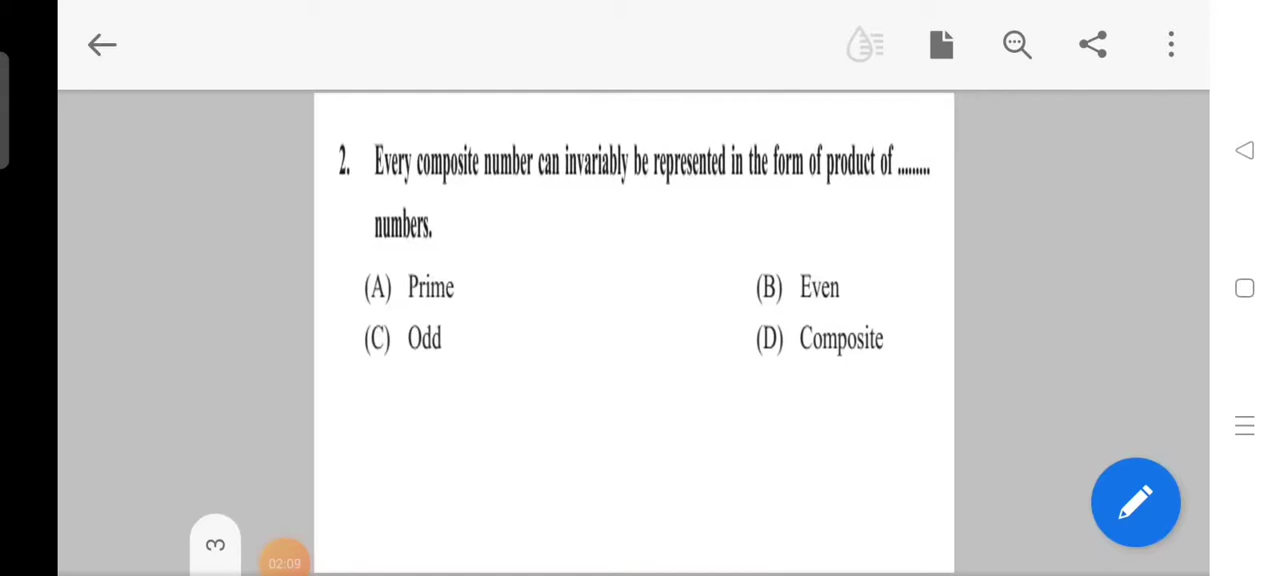 2. Every composite number can invariably be represented in the form of product of .........
numbers.
(A) Prime (B) Even
(C) Odd (D) Composite
3
02:09